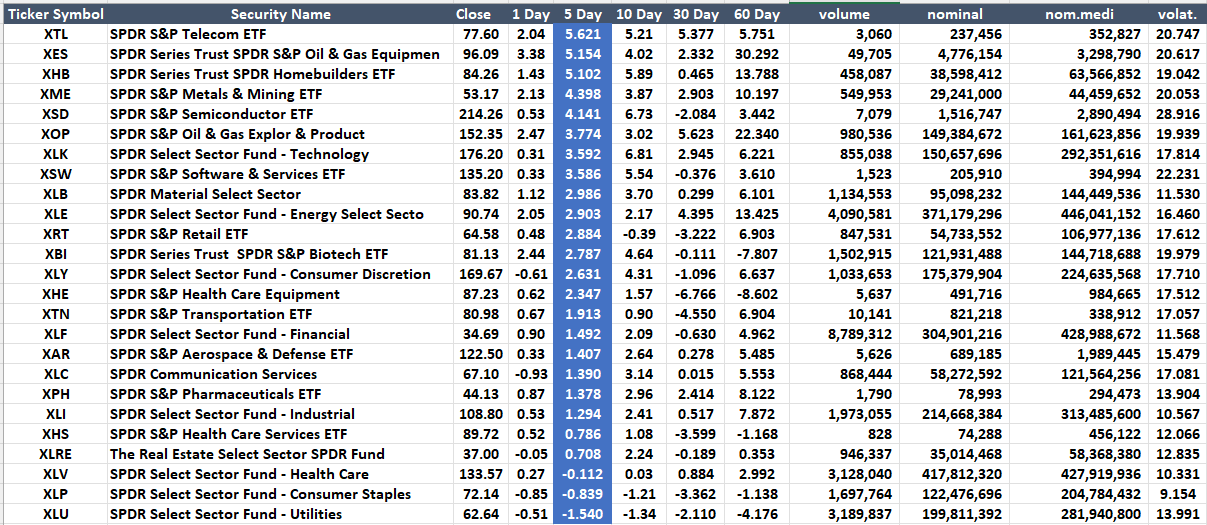 Ticker Symbol Security Name Close 1 Day 5 Day 10 Day 30 Day 60 Day volume nominal nom.medi volat.
XTL SPDR S&P Telecom ETF 77.60 2.04 5.621 5.21 5.377 5.751 3,060 237,456 352,827 20.747
XES SPDR Series Trust SPDR S&P Oil & Gas Equipmen 96.09 3.38 5.154 4.02 2.332 30.292 49,705 4,776,154 3,298,790 20.617
XHB SPDR Series Trust SPDR Homebuilders ETF 84.26 1.43 5.102 5.89 0.465 13.788 458,087 38,598,412 63,566,852 19.042
XME SPDR S&P Metals & Mining ETF 53.17 2.13 4.398 3.87 2.903 10.197 549,953 29,241,000 44,459,652 20.053
XSD SPDR S&P Semiconductor ETF 214.26 0.53 4.141 6.73 -2.084 3.442 7,079 1,516,747 2,890,494 28.916
XOP SPDR S&P Oil & Gas Explor & Product 152.35 2.47 3.774 3.02 5.623 22.340 980,536 149,384,672 161,623,856 19.939
XLK SPDR Select Sector Fund - Technology 176.20 0.31 3.592 6.81 2.945 6.221 855,038 150,657,696 292,351,616 17.814
XSW SPDR S&P Software & Services ETF 135.20 0.33 3.586 5.54 -0.376 3.610 1,523 205,910 394,994 22.231
XLB SPDR Material Select Sector 83.82 1.12 2.986 3.70 0.299 6.101 1,134,553 95,098,232 144,449,536 11.530
XLE SPDR Select Sector Fund - Energy Select Secto 90.74 2.05 2.903 2.17 4.395 13.425 4,090,581 371,179,296 446,041,152 16.460
XRT SPDR S&P Retail ETF 64.58 0.48 2.884 -0.39 -3.222 6.903 847,531 54,733,552 106,977,136 17.612
XBI SPDR Series Trust SPDR S&P Biotech ETF 81.13 2.44 2.787 4.64 -0.111 -7.807 1,502,915 121,931,488 144,718,688 19.979
XLY SPDR Select Sector Fund - Consumer Discretion 169.67 -0.61 2.631 4.31 -1.096 6.637 1,033,653 175,379,904 224,635,568 17.710
XHE SPDR S&P Health Care Equipment 87.23 0.62 2.347 1.57 -6.766 -8.602 5,637 491,716 984,665 17.512
XTN SPDR S&P Transportation ETF 80.98 0.67 1.913 0.90 -4.550 6.904 10,141 821,218 338,912 17.057
XLF SPDR Select Sector Fund - Financial 34.69 0.90 1.492 2.09 -0.630 4.962 8,789,312 304,901,216 428,988,672 11.568
XAR SPDR S&P Aerospace & Defense ETF 122.50 0.33 1.407 2.64 0.278 5.485 5,626 689,185 1,989,445 15.479
XLC SPDR Communication Services 67.10 -0.93 1.390 3.14 0.015 5.553 868,444 58,272,592 121,564,256 17.081
XPH SPDR S&P Pharmaceuticals ETF 44.13 0.87 1.378 2.96 2.414 8.122 1,790 78,993 294,473 13.904
XLI SPDR Select Sector Fund - Industrial 108.80 0.53 1.294 2.41 0.517 7.872 1,973,055 214,668,384 313,485,600 10.567
XHS SPDR S&P Health Care Services ETF 89.72 0.52 0.786 1.08 -3.599 -1.168 828 74,288 456,122 12.066
XLRE The Real Estate Select Sector SPDR Fund 37.00 -0.05 0.708 2.24 -0.189 0.353 946,337 35,014,468 58,368,380 12.835
XLV SPDR Select Sector Fund - Health Care 133.57 0.27 -0.112 0.03 0.884 2.992 3,128,040 417,812,320 427,919,936 10.331
XLP SPDR Select Sector Fund - Consumer Staples 72.14 -0.85 -0.839 -1.21 -3.362 -1.138 1,697,764 122,476,696 204,784,432 9.154
XLU SPDR Select Sector Fund - Utilities 62.64 -0.51 -1.540 -1.34 -2.110 -4.176 3,189,837 199,811,392 281,940,800 13.991